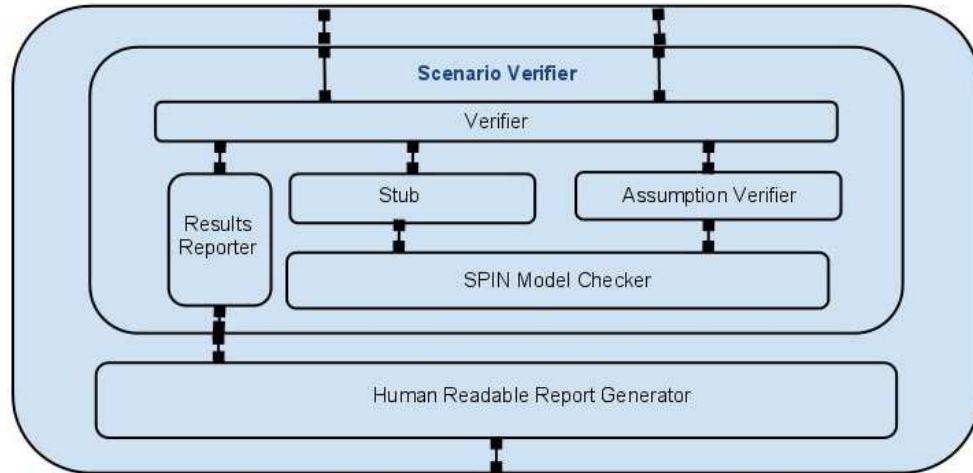 Scenario Verifier
Verifier
Stub
Assumption Verifier
Results
Reporter
SPIN Model Checker
Human Readable Report Generator